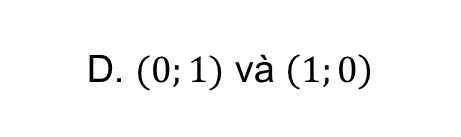 D. (0; 1) và (1; 0)